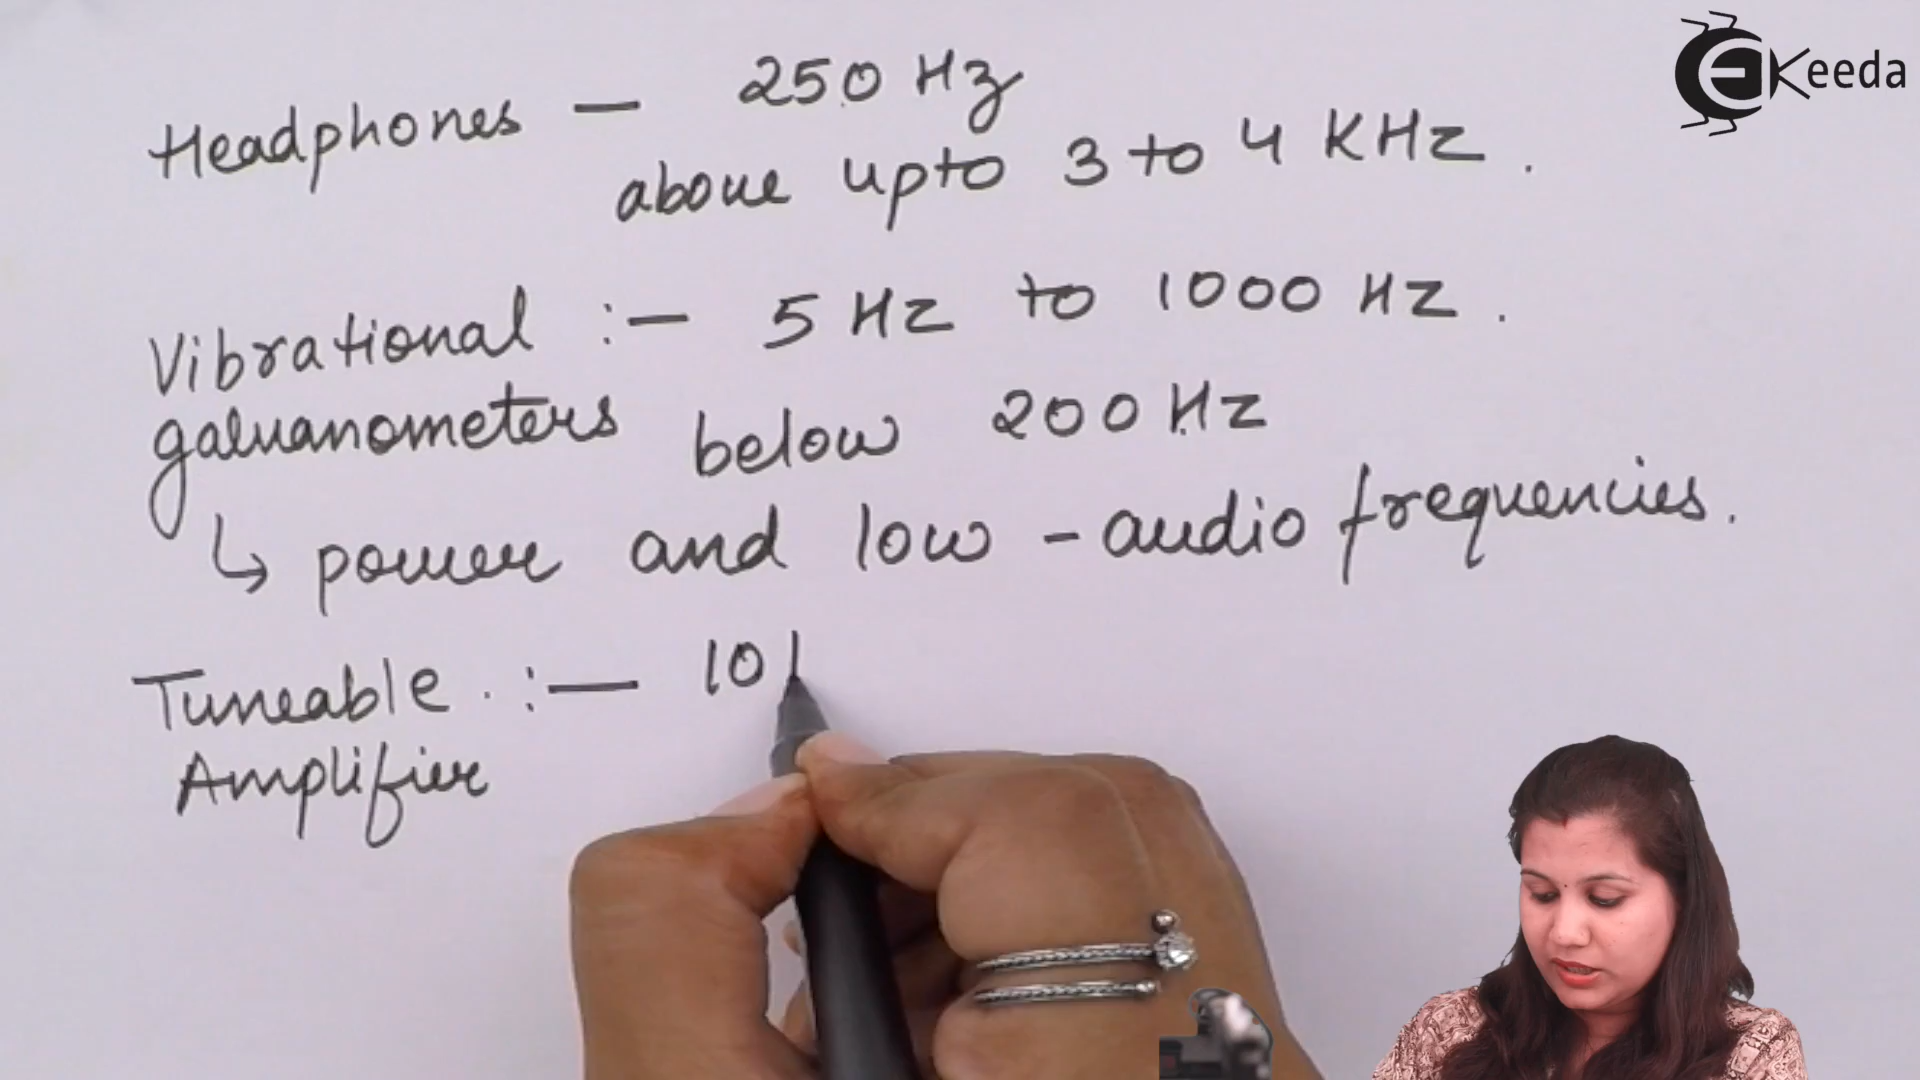 Keeda
Headphones — 250 Hz
above upto 3 to 4 KHz.
Vibrational :— 5 Hz to 1000 Hz.
galvanometers below 200 Hz
↳ power and low - audio frequencies.
Tuneable :— 10
Amplifier